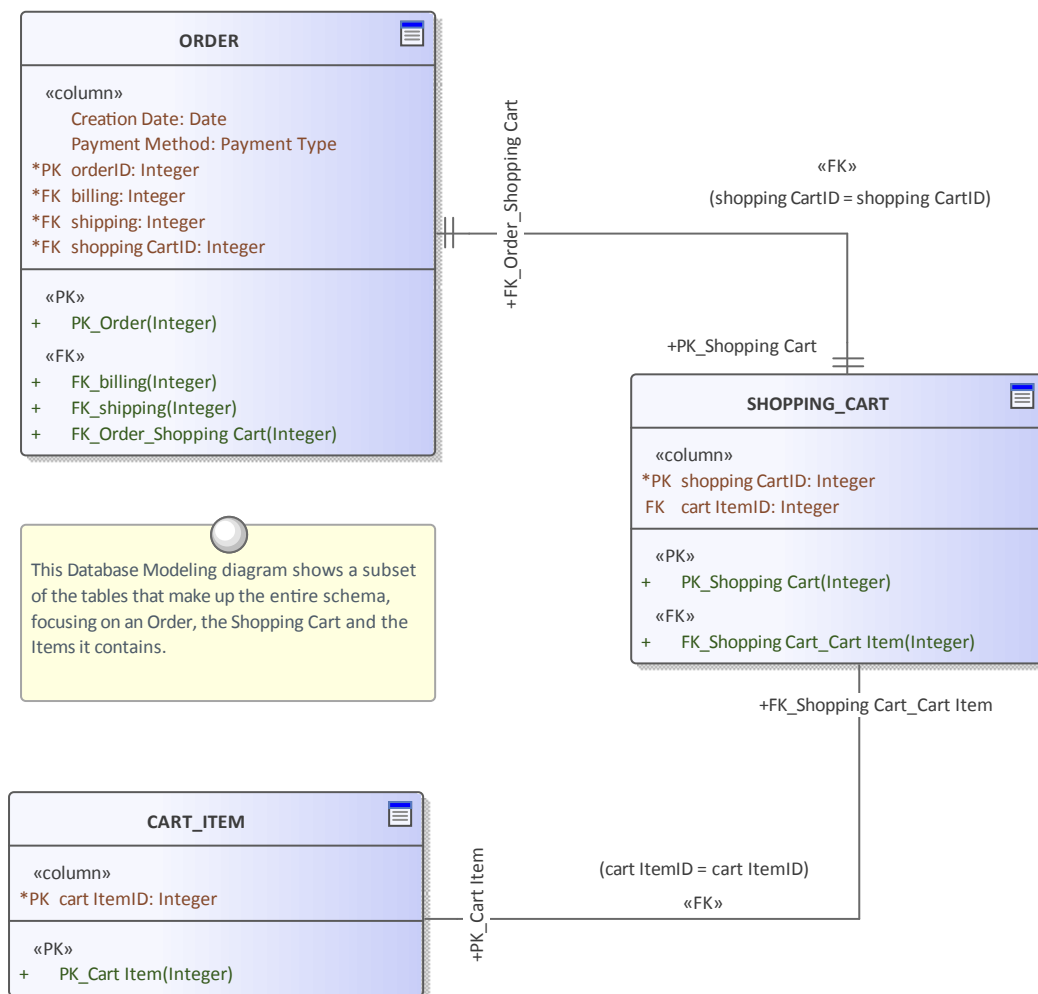 ORDER
«column»
Creation Date: Date
Payment Method: Payment Type
*PK orderID: Integer
*FK billing: Integer
*FK shipping: Integer
*FK shopping CartID: Integer
«PK»
+ PK_Order(Integer)
«FK»
+ FK_billing(Integer)
+ FK_shipping(Integer)
+ FK_Order_Shopping Cart(Integer)
+FK_Order_Shopping Cart
«FK»
(shopping CartID = shopping CartID)
+PK_Shopping Cart
SHOPPING_CART
«column»
*PK shopping CartID: Integer
FK cart ItemID: Integer
«PK»
+ PK_Shopping Cart(Integer)
«FK»
+ FK_Shopping Cart_Cart Item(Integer)
This Database Modeling diagram shows a subset
of the tables that make up the entire schema,
focusing on an Order, the Shopping Cart and the
Items it contains.
+FK_Shopping Cart_Cart Item
CART_ITEM
«column»
*PK cart ItemID: Integer
«PK»
+ PK_Cart Item(Integer)
+PK_Cart Item
(cart ItemID = cart ItemID)
«FK»